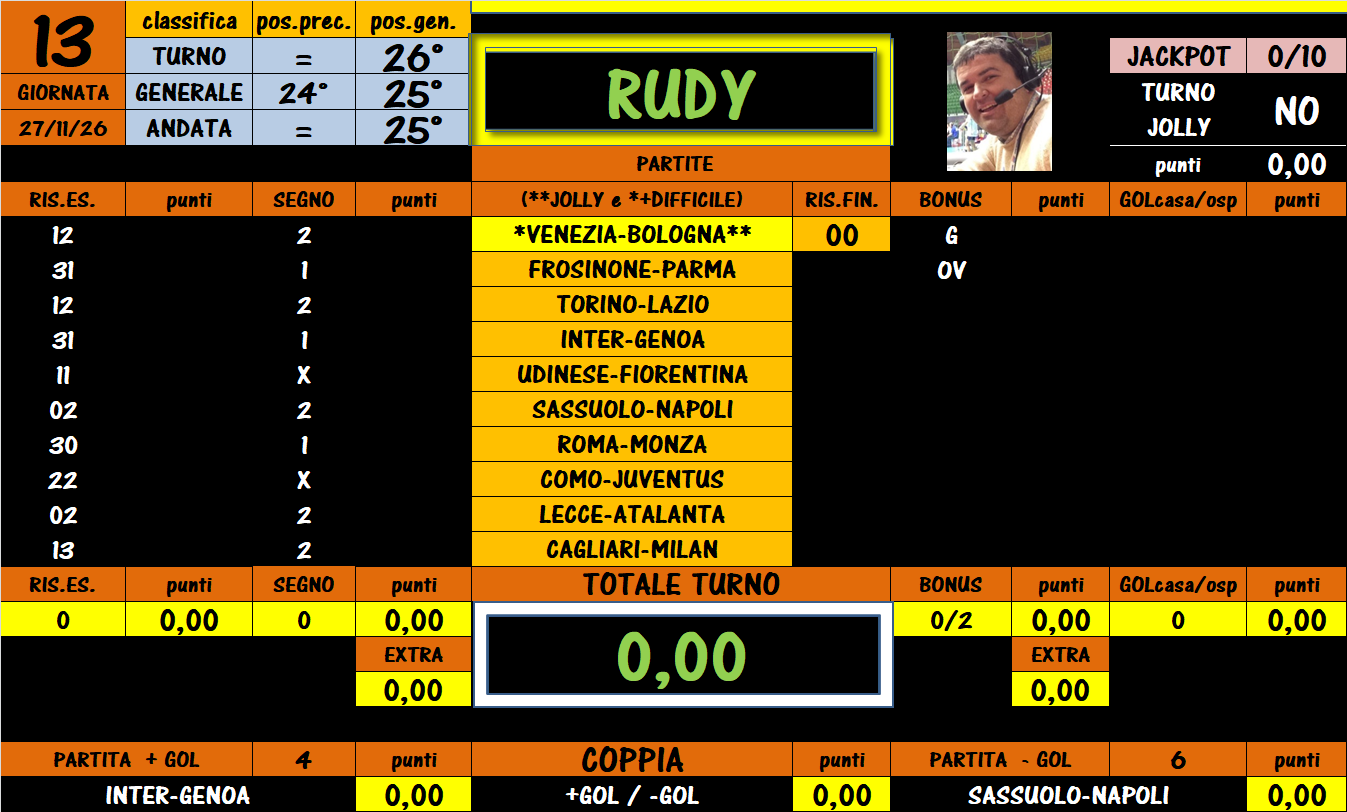 13 classifica pos.prec. pos.gen.
TURNO = 26° RUDY JACKPOT 0/10
GIORNATA GENERALE 24° 25° TURNO JOLLY NO
27/11/26 ANDATA = 25°
PARTITE punti 0,00
RIS.ES. punti SEGNO punti (**JOLLY e *+DIFFICILE) RIS.FIN. BONUS punti GOLcasa/osp punti
12 2 *VENEZIA-BOLOGNA** 00 G
31 1 FROSINONE-PARMA OV
12 2 TORINO-LAZIO
31 1 INTER-GENOA
11 X UDINESE-FIORENTINA
02 2 SASSUOLO-NAPOLI
30 1 ROMA-MONZA
22 X COMO-JUVENTUS
02 2 LECCE-ATALANTA
13 2 CAGLIARI-MILAN
RIS.ES. punti SEGNO punti TOTALE TURNO BONUS punti GOLcasa/osp punti
0 0,00 0 0,00 0,00 0/2 0,00 0 0,00
EXTRA EXTRA
0,00 0,00
PARTITA + GOL 4 punti COPPIA punti PARTITA - GOL 6 punti
INTER-GENOA 0,00 +GOL / -GOL 0,00 SASSUOLO-NAPOLI 0,00